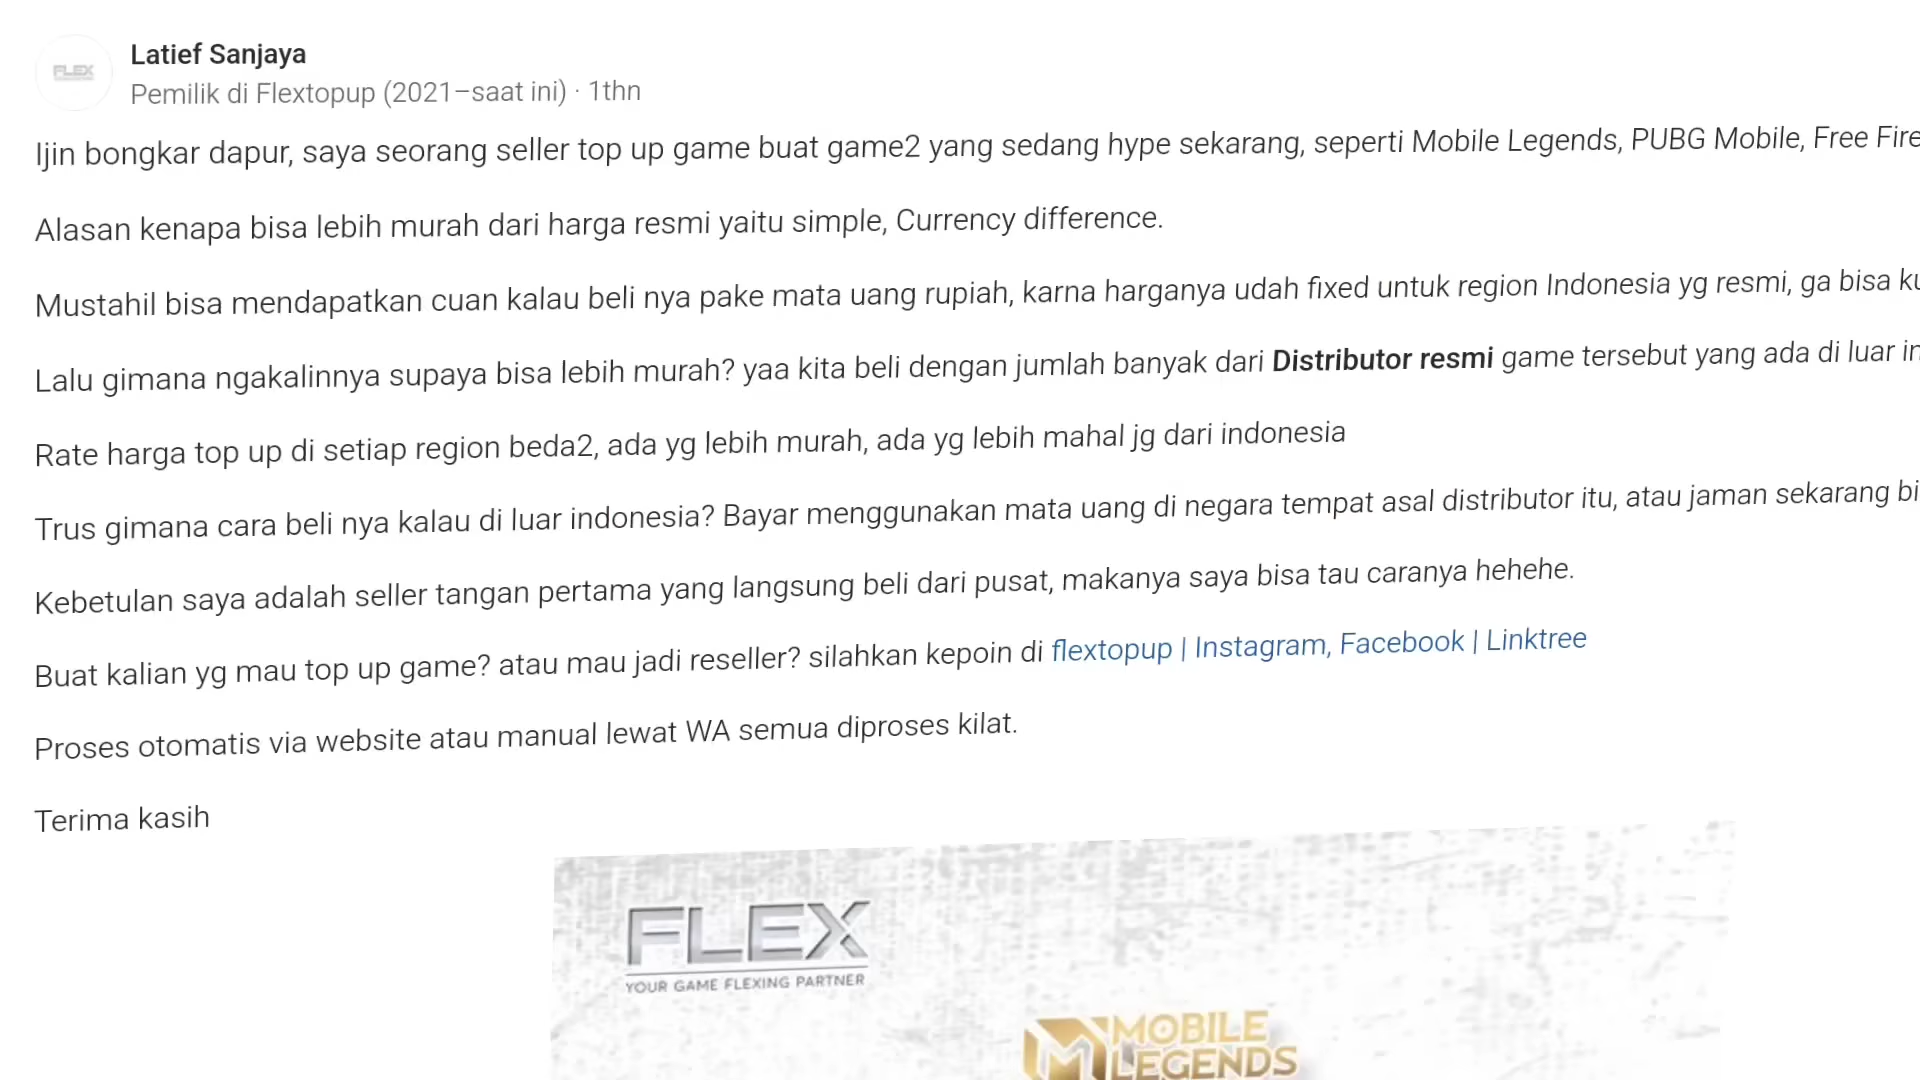 FLEX
Latief Sanjaya
Pemilik di Flextopup (2021–saat ini) · 1thn
Ijin bongkar dapur, saya seorang seller top up game buat game2 yang sedang hype sekarang, seperti Mobile Legends, PUBG Mobile, Free Fire
Alasan kenapa bisa lebih murah dari harga resmi yaitu simple, Currency difference.
Mustahil bisa mendapatkan cuan kalau beli nya pake mata uang rupiah, karna harganya udah fixed untuk region Indonesia yg resmi, ga bisa
Lalu gimana ngakalinnya supaya bisa lebih murah? yaa kita beli dengan jumlah banyak dari Distributor resmi game tersebut yang ada di luar
Rate harga top up di setiap region beda2, ada yg lebih murah, ada yg lebih mahal jg dari indonesia
Trus gimana cara beli nya kalau di luar indonesia? Bayar menggunakan mata uang di negara tempat asal distributor itu, atau jaman sekarang
Kebetulan saya adalah seller tangan pertama yang langsung beli dari pusat, makanya saya bisa tau caranya hehehe.
Buat kalian yg mau top up game? atau mau jadi reseller? silahkan kepoin di flextopup | Instagram, Facebook | Linktree
Proses otomatis via website atau manual lewat WA semua diproses kilat.
Terima kasih
FLEX
YOUR GAME FLEXING PARTNER
MOBILE
LEGENDS